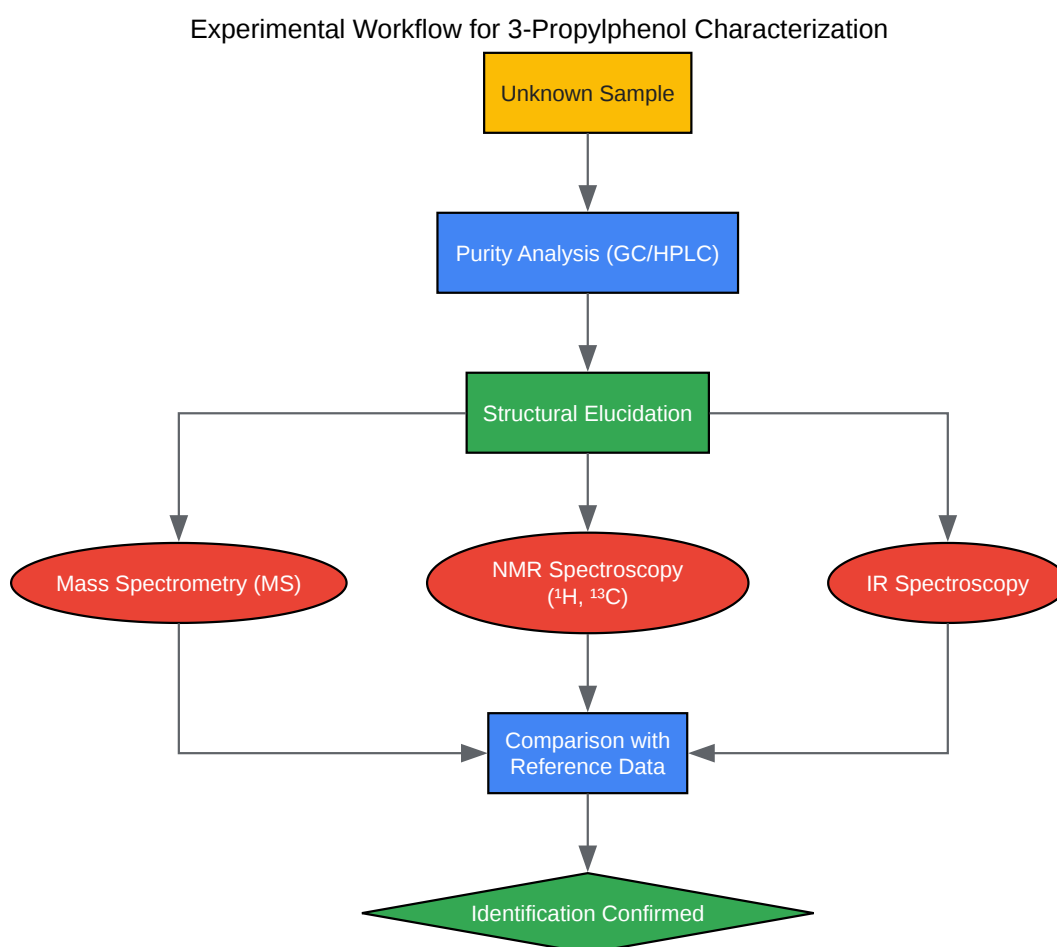 Experimental Workflow for 3-Propylphenol Characterization
Unknown Sample
Purity Analysis (GC/HPLC)
Structural Elucidation
Mass Spectrometry (MS)
NMR Spectroscopy
(¹H, ¹³C)
IR Spectroscopy
Comparison with
Reference Data
Identification Confirmed